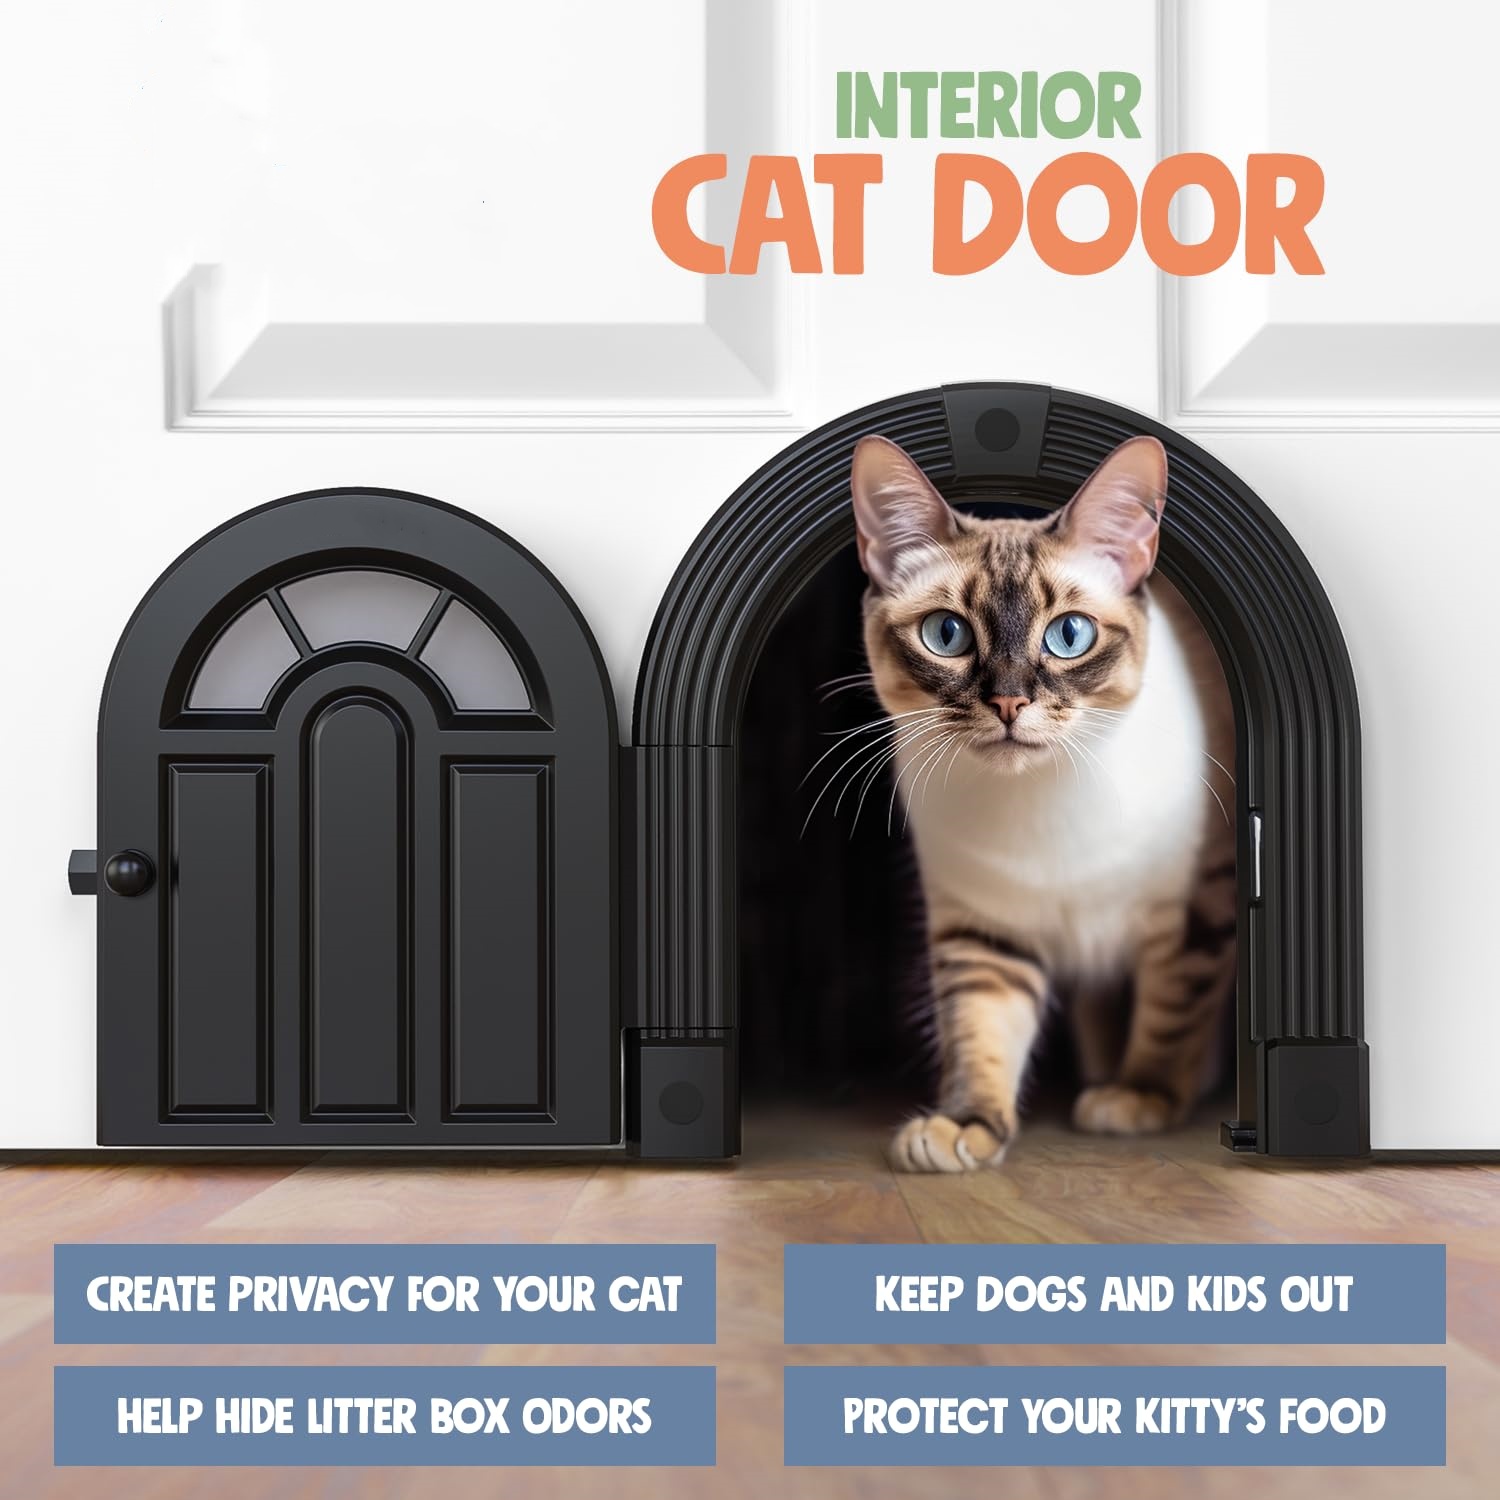 INTERIOR
CAT DOOR
CREATE PRIVACY FOR YOUR CAT
KEEP DOGS AND KIDS OUT
HELP HIDE LITTER BOX ODORS
PROTECT YOUR KITTY'S FOOD